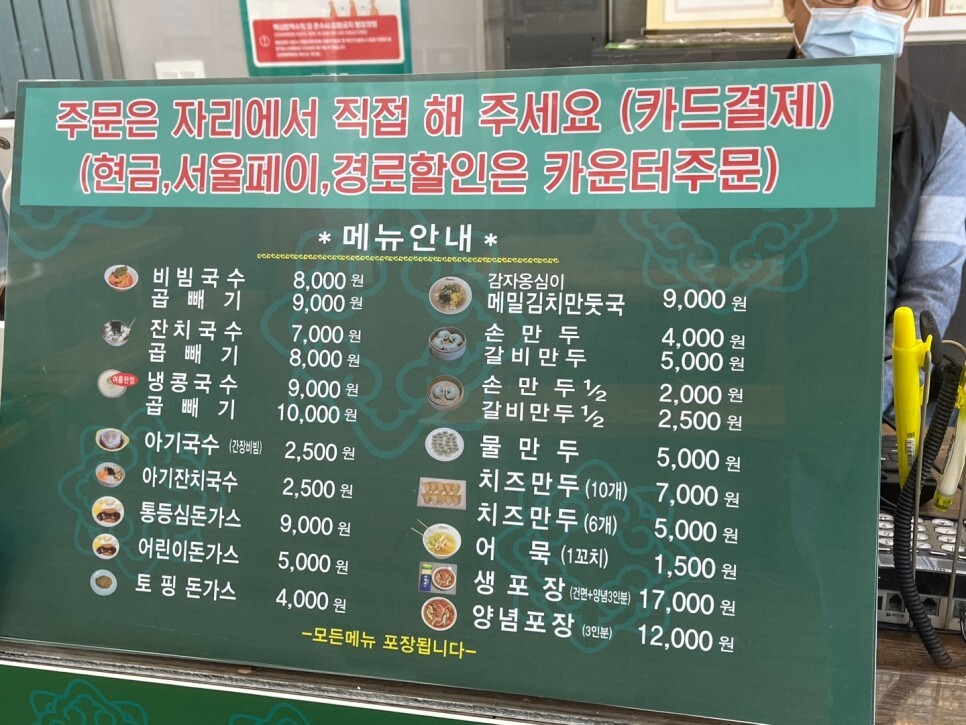 주문은 자리에서 직접 해 주세요 (카드결제)
(현금,서울페이,경로할인은 카운터주문)
* 메뉴안내 *
비빔국수 8,000 원
곱빼기 9,000 원
잔치국수 7,000 원
곱빼기 8,000 원
여름한정
냉콩국수 9,000 원
곱빼기 10,000 원
아기국수 (간장비빔) 2,500 원
아기잔치국수 2,500 원
통등심돈가스 9,000 원
어린이돈가스 5,000 원
토핑돈가스 4,000 원
감자옹심이
메밀김치만둣국 9,000 원
손만두 4,000 원
갈비만두 5,000 원
손만두 1/2 2,000 원
갈비만두 1/2 2,500 원
물만두 5,000 원
치즈만두 (10개) 7,000 원
치즈만두 (6개) 5,000 원
어묵 (1꼬치) 1,500 원
생포장 (건면+양념3인분) 17,000 원
양념포장 (3인분) 12,000 원
-모든메뉴 포장됩니다-